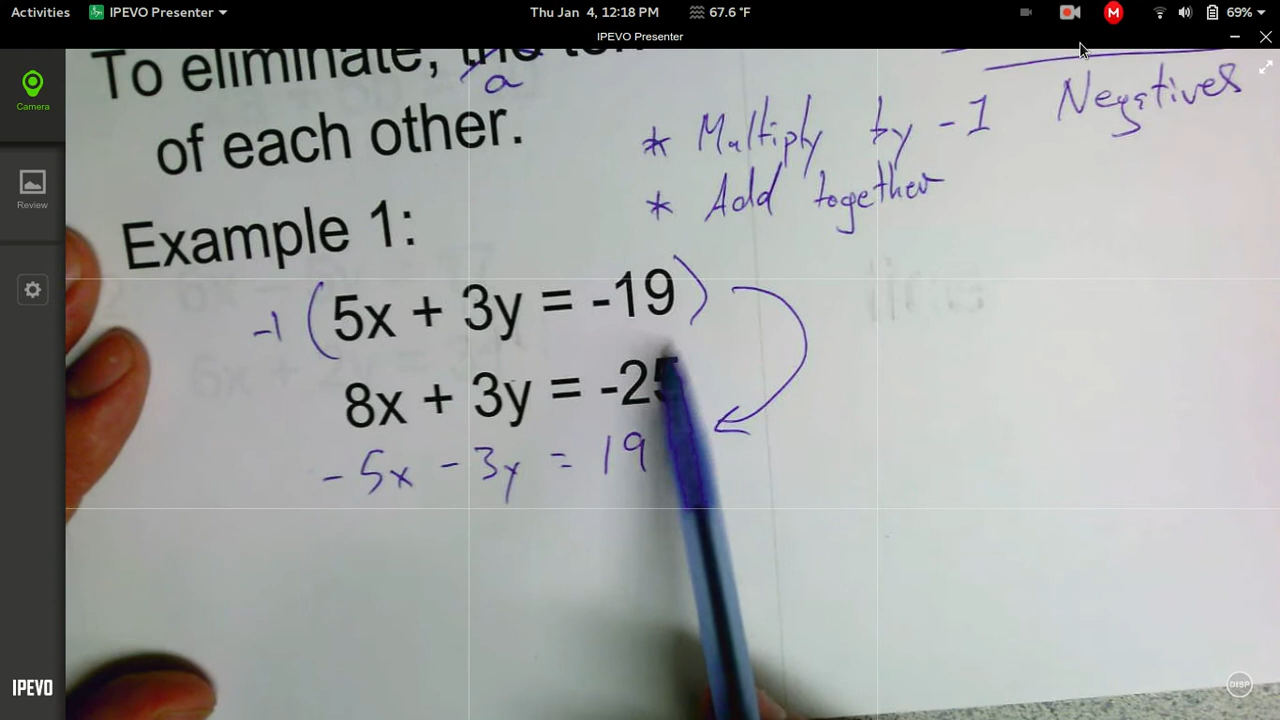 Activities IPEVO Presenter Thu Jan 4, 12:18 PM 67.6 °F M 69%
IPEVO Presenter
Camera
Review
IPEVO
To eliminate, the
a
of each other.
Negatives
* Multiply by -1
* Add together
Example 1:
-1 (5x + 3y = -19)
8x + 3y = -25
-5x - 3y = 19
DISP